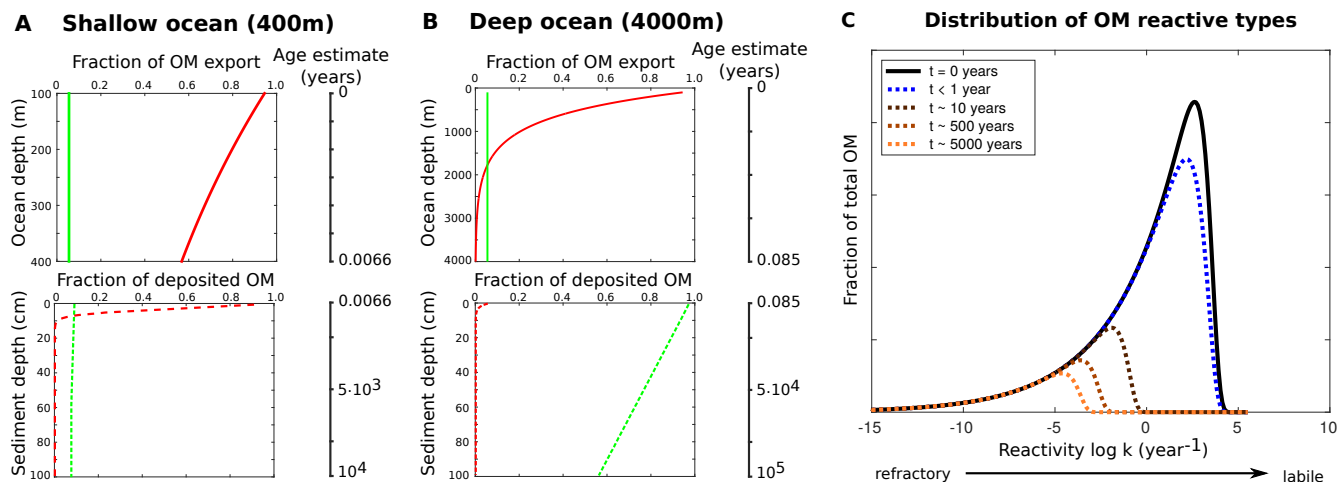 A Shallow ocean (400m)
Fraction of OM export
Age estimate
(years)
0 0.2 0.4 0.6 0.8 1.0
Ocean depth (m)
100
200
300
400
0
0.0066
Fraction of deposited OM
0 0.2 0.4 0.6 0.8 1.0
Sediment depth (cm)
0
20
40
60
80
100
0.0066
5·10³
10⁴
B Deep ocean (4000m)
Fraction of OM export
Age estimate
(years)
0 0.2 0.4 0.6 0.8 1.0
Ocean depth (m)
0
1000
2000
3000
4000
0
0.085
Fraction of deposited OM
0 0.2 0.4 0.6 0.8 1.0
Sediment depth (cm)
0
20
40
60
80
100
0.085
5·10⁴
10⁵
C Distribution of OM reactive types
t = 0 years
t < 1 year
t ~ 10 years
t ~ 500 years
t ~ 5000 years
Fraction of total OM
-15 -10 -5 0 5 10
Reactivity log k (year⁻¹)
refractory labile